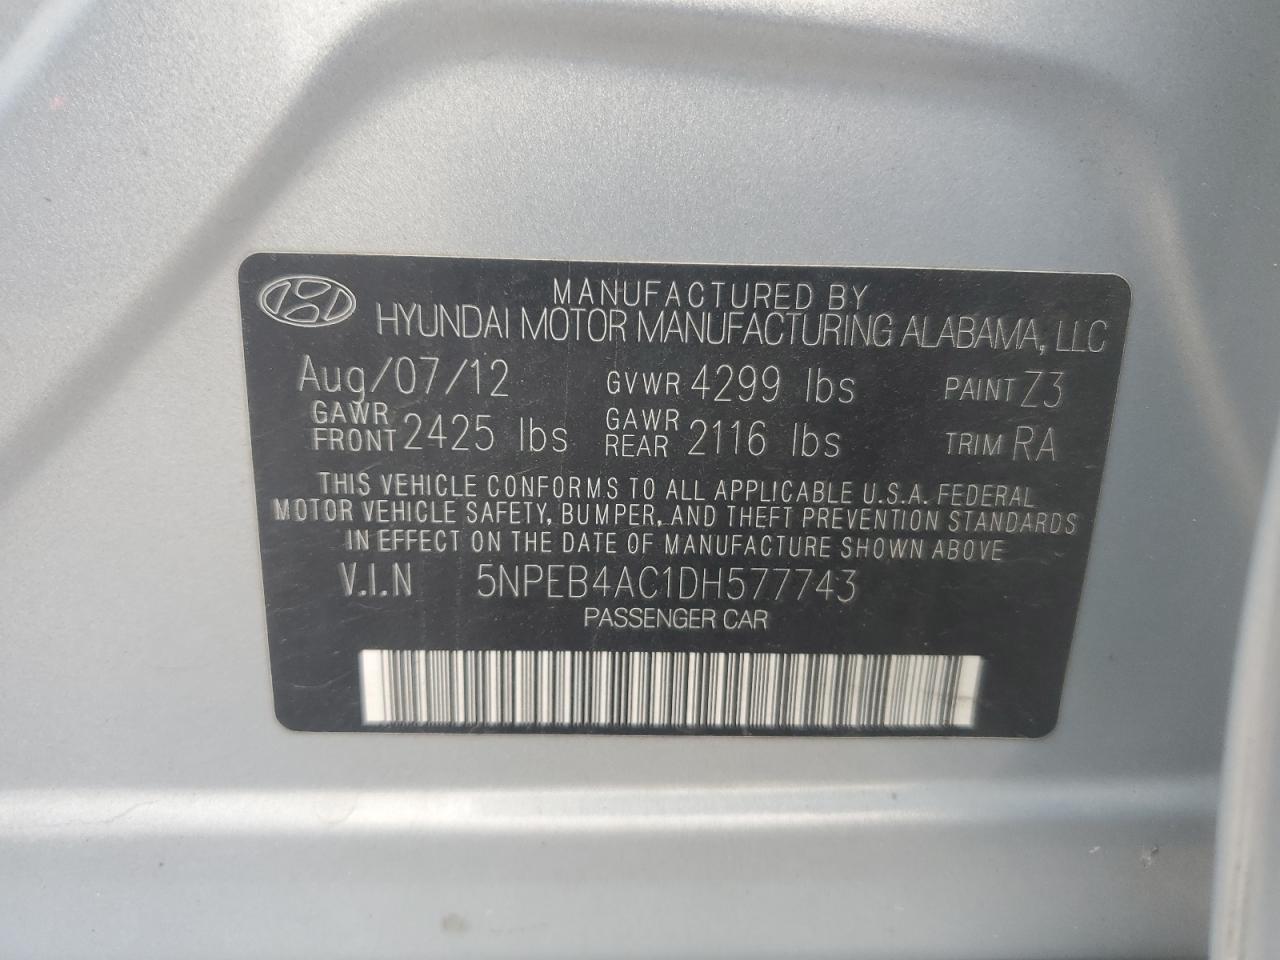 MANUFACTURED BY
HYUNDAI MOTOR MANUFACTURING ALABAMA, LLC
Aug/07/12 GVWR 4299 lbs PAINT Z3
GAWR FRONT 2425 lbs GAWR REAR 2116 lbs TRIM RA
THIS VEHICLE CONFORMS TO ALL APPLICABLE U.S.A. FEDERAL
MOTOR VEHICLE SAFETY, BUMPER, AND THEFT PREVENTION STANDARDS
IN EFFECT ON THE DATE OF MANUFACTURE SHOWN ABOVE
V.I.N 5NPEB4AC1DH577743
PASSENGER CAR